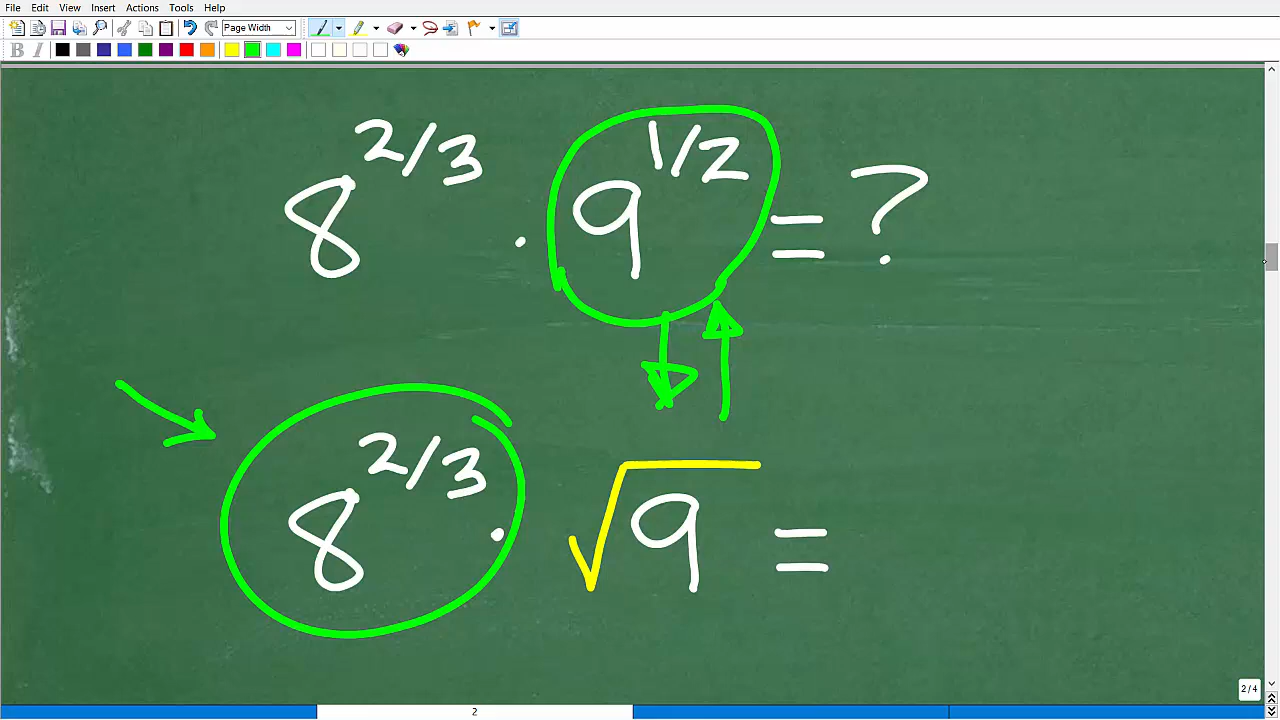 File Edit View Insert Actions Tools Help
Page Width
B I
8^{2/3} · 9^{1/2} = ?
8^{2/3} · √9 =
2/4
2